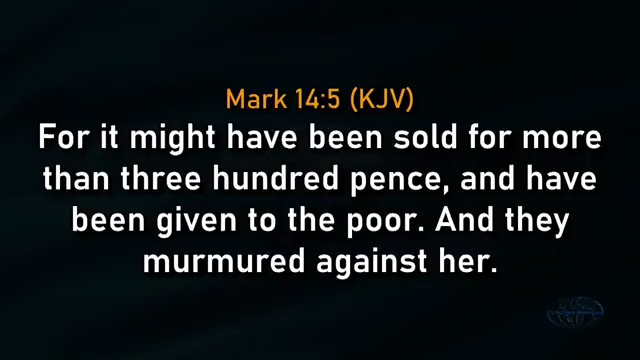 Mark 14:5 (KJV)
For it might have been sold for more
than three hundred pence, and have
been given to the poor. And they
murmured against her.